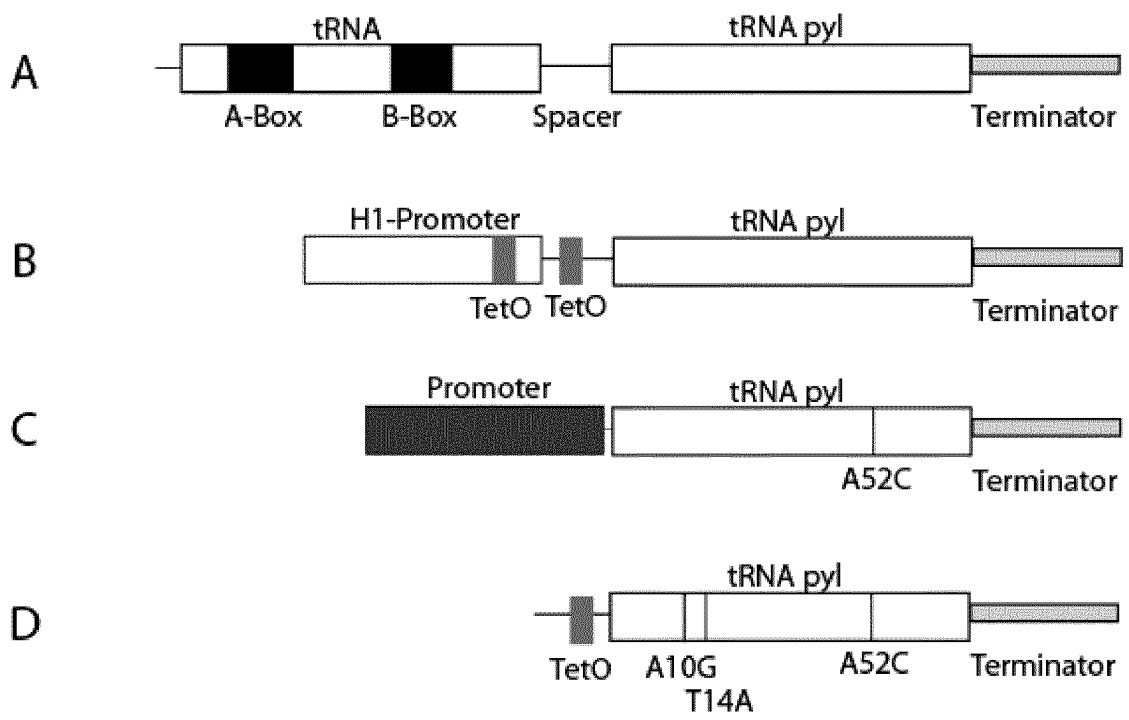 tRNA tRNA pyl
A
A-Box B-Box Spacer Terminator
H1-Promoter tRNA pyl
B
TetO TetO Terminator
Promoter tRNA pyl
C
A52C Terminator
tRNA pyl
D
TetO A10G A52C Terminator
T14A